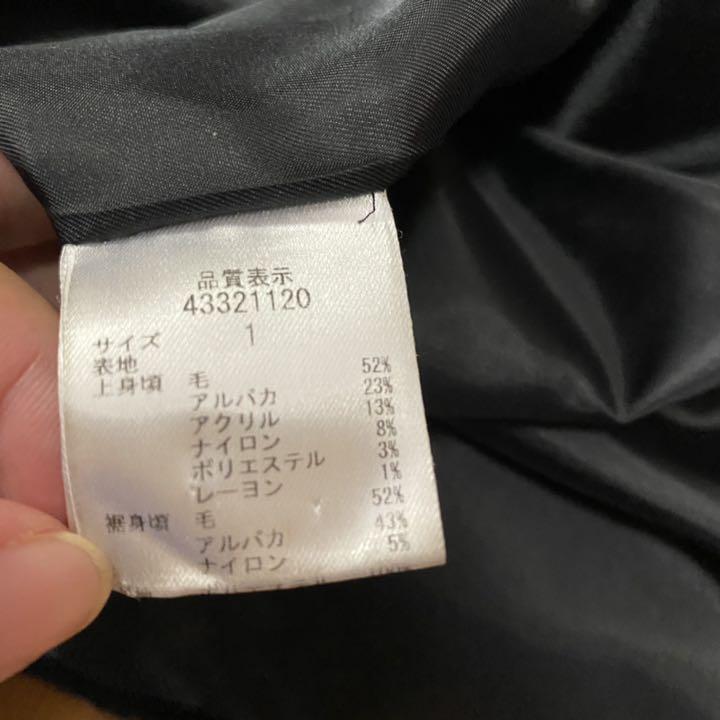 品質表示
43321120
サイズ 1
表地
上身頃 毛 52%
アルパカ 23%
アクリル 13%
ナイロン 8%
ポリエステル 3%
レーヨン 1%
裾身頃 毛 52%
アルパカ 43%
ナイロン 5%